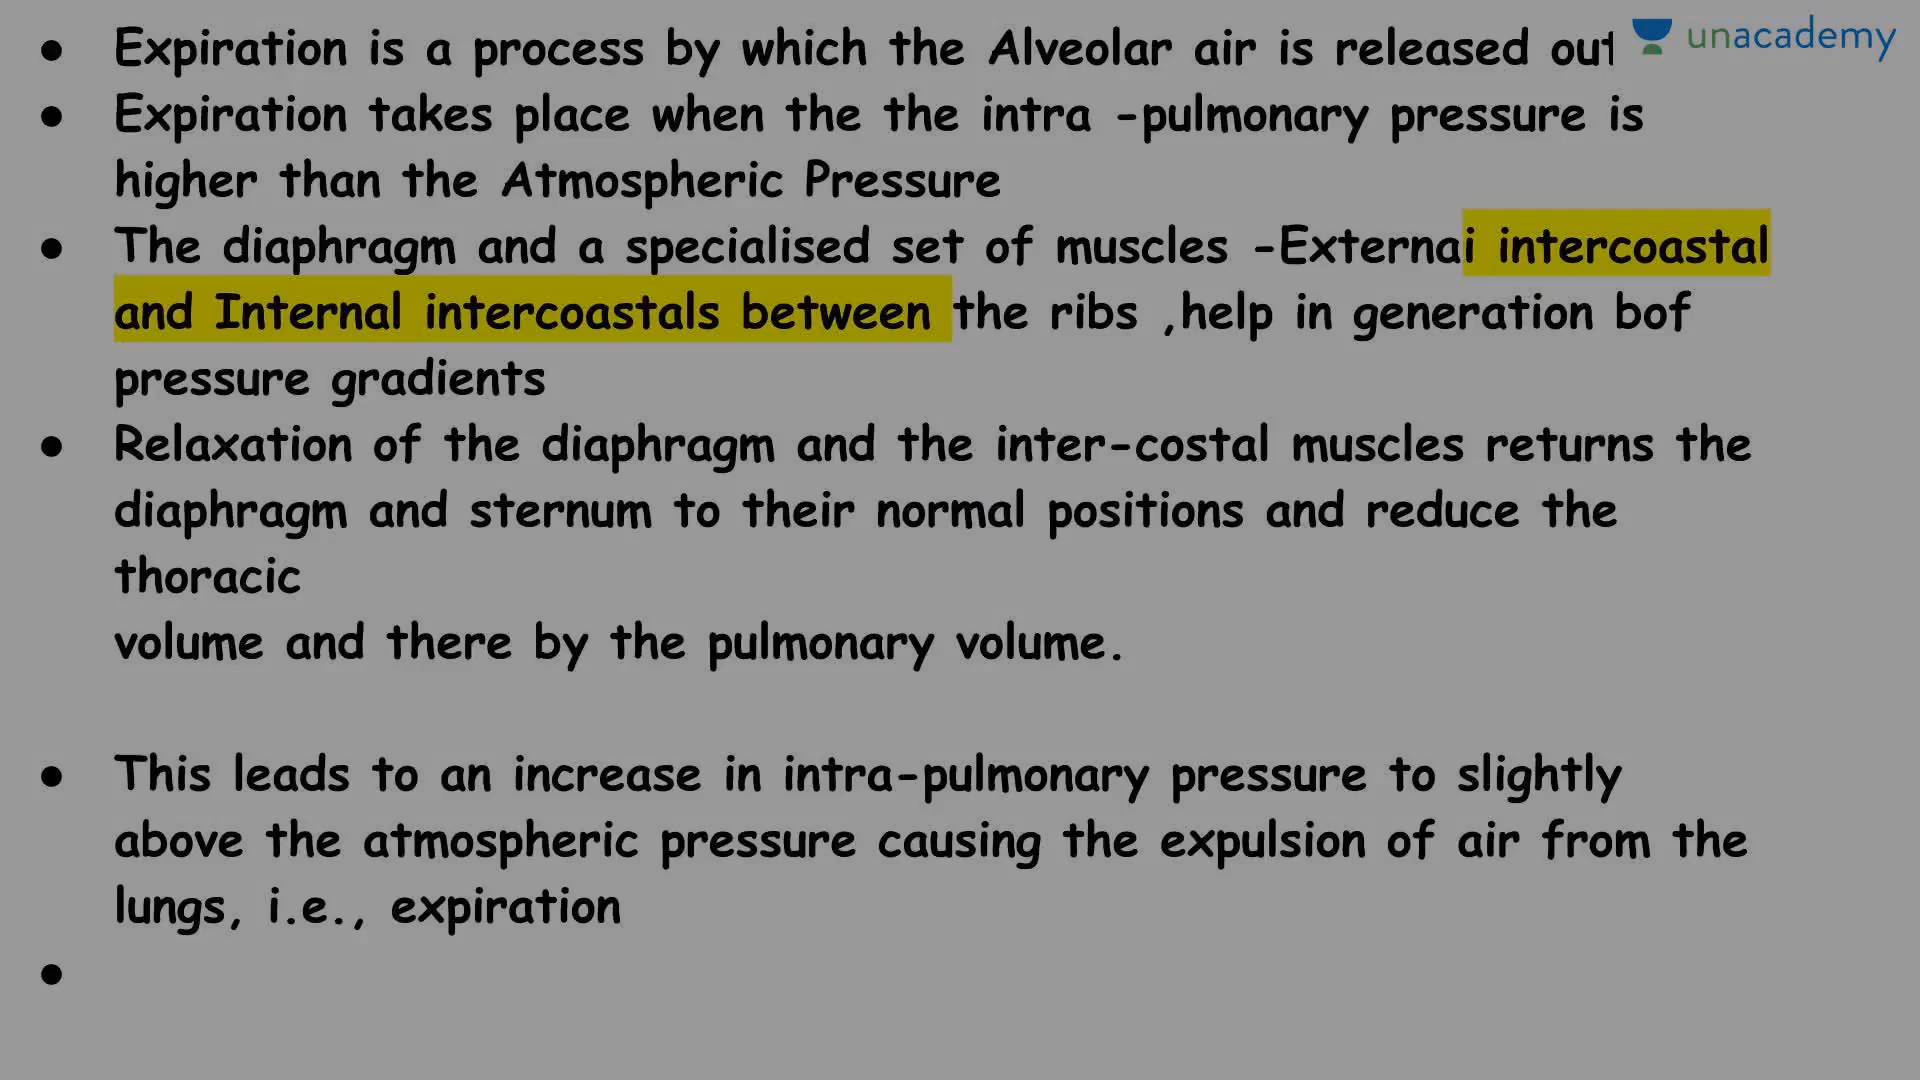 ● Expiration is a process by which the Alveolar air is released out
unacademy
● Expiration takes place when the the intra -pulmonary pressure is
higher than the Atmospheric Pressure
● The diaphragm and a specialised set of muscles -Externai intercoastal
and Internal intercoastals between the ribs ,help in generation bof
pressure gradients
● Relaxation of the diaphragm and the inter-costal muscles returns the
diaphragm and sternum to their normal positions and reduce the
thoracic
volume and there by the pulmonary volume.
● This leads to an increase in intra-pulmonary pressure to slightly
above the atmospheric pressure causing the expulsion of air from the
lungs, i.e., expiration
●